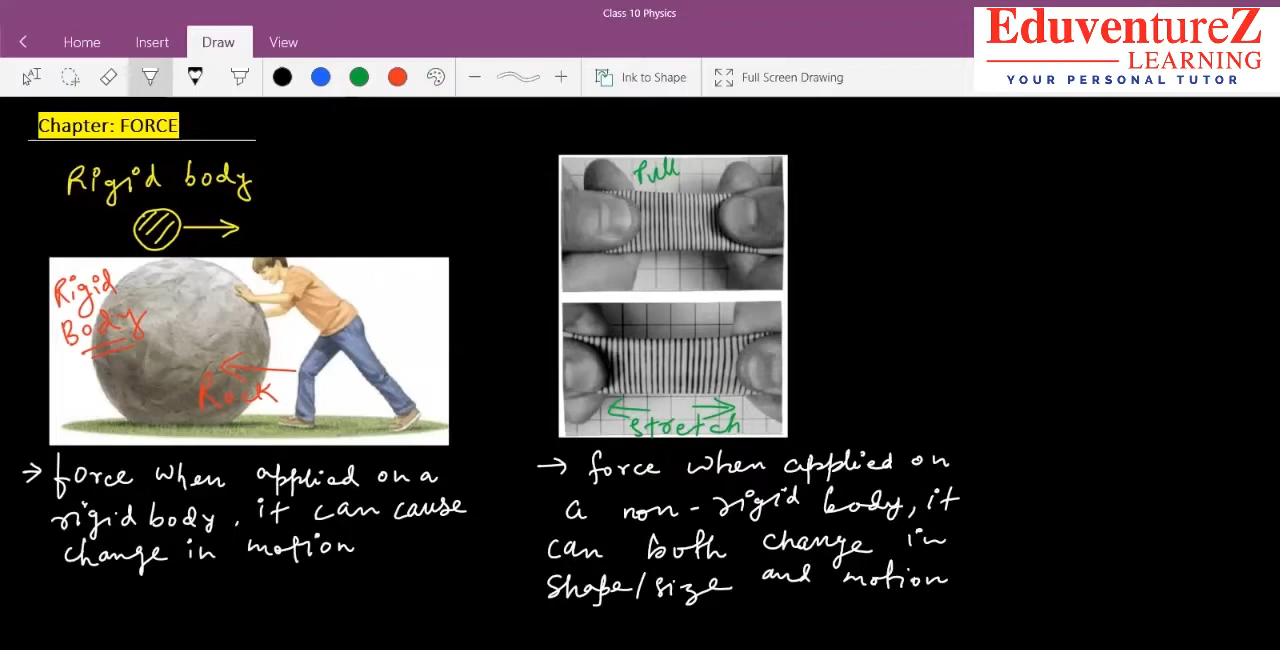 Class 10 Physics
EduventureZ
LEARNING
YOUR PERSONAL TUTOR
Home Insert Draw View
Ink to Shape Full Screen Drawing
Chapter: FORCE
Rigid body
Rigid
Body
Rock
→ force when applied on a
rigid body, it can cause
change in motion
Pull
stretch
→ force when applied on
a non-rigid body, it
can both change in
shape/size and motion